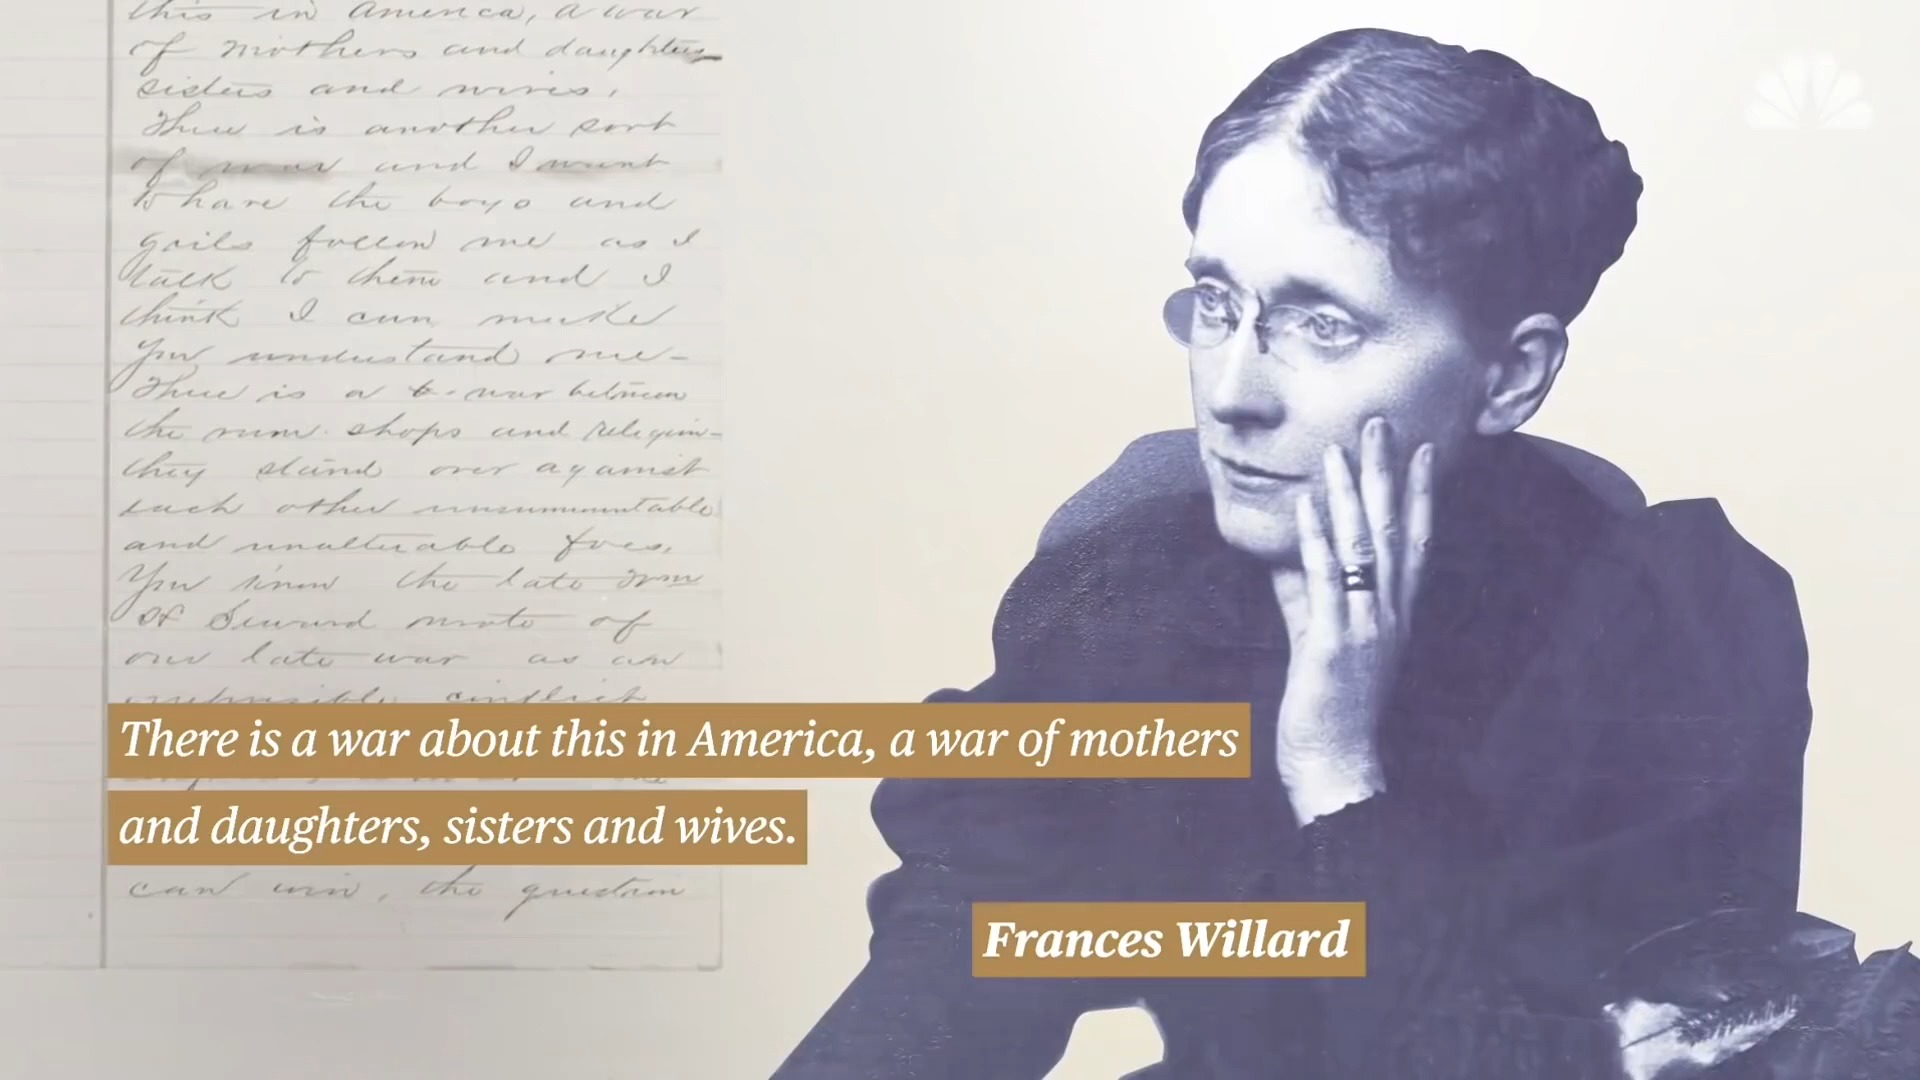 this in America, a war
of mothers and daughters
sisters and wives.
There is another sort
of war and I want
to have the boys and
girls follow me as I
talk to them and I
think I can make
you understand me-
There is a war between
the rum shops and religion-
they stand over against
each other unsurmountable
and unalterable foes.
You know the late Wm
H Seward wrote of
our late war as an
conflict
There is a war about this in America, a war of mothers
and daughters, sisters and wives.
can win, the question
Frances Willard